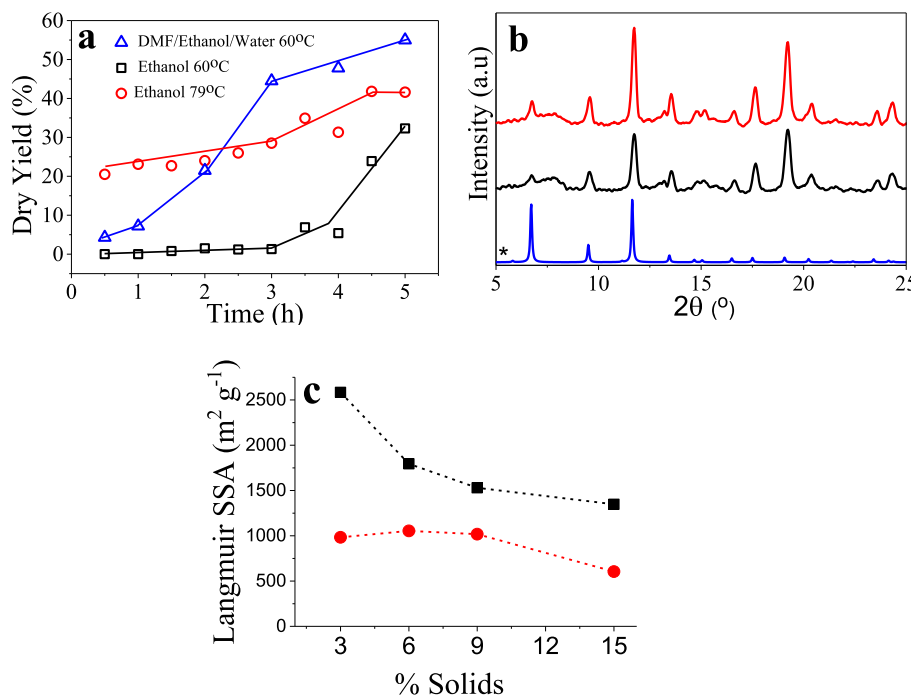 a
DMF/Ethanol/Water 60ºC
Ethanol 60ºC
Ethanol 79ºC
Dry Yield (%)
60
50
40
30
20
10
0
0 1 2 3 4 5
Time (h)
b
Intensity (a.u)
*
5 10 15 20 25
2θ (º)
c
Langmuir SSA (m² g⁻¹)
2500
2000
1500
1000
500
0
3 6 9 12 15
% Solids